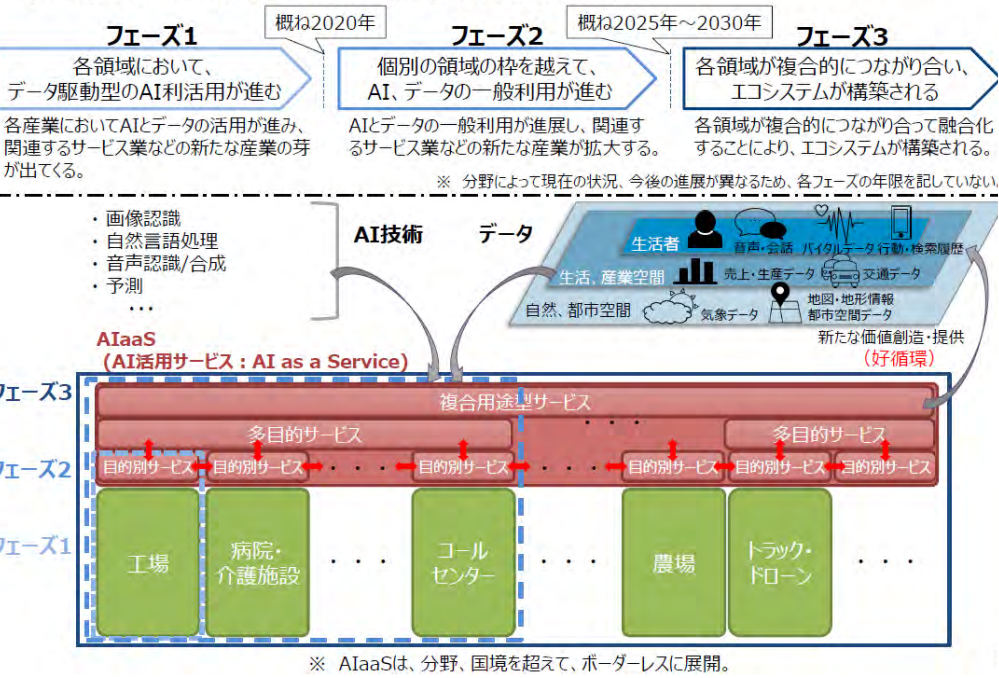 概ね2020年
概ね2025年～2030年
フェーズ1
フェーズ2
フェーズ3
各領域において、
データ駆動型のAI利活用が進む
個別の領域の枠を越えて、
AI、データの一般利用が進む
各領域が複合的につながり合い、
エコシステムが構築される
各産業においてAIとデータの活用が進み、
関連するサービス業などの新たな産業の芽
が出てくる。
AIとデータの一般利用が進展し、関連す
るサービス業などの新たな産業が拡大する。
各領域が複合的につながり合って融合化
することにより、エコシステムが構築される。
※ 分野によって現在の状況、今後の進展が異なるため、各フェーズの年限を記していない。
・ 画像認識
・ 自然言語処理
・ 音声認識/合成
・ 予測
・・・
AI技術
データ
生活者
音声・会話
バイタルデータ
行動・検索履歴
生活、産業空間
売上・生産データ
交通データ
自然、都市空間
気象データ
地図・地形情報
都市空間データ
新たな価値創造・提供
（好循環）
AIaaS
(AI活用サービス：AI as a Service)
フェーズ3
複合用途型サービス
多目的サービス
・・・
多目的サービス
フェーズ2
目的別サービス
目的別サービス
・・・
目的別サービス
・・・
目的別サービス
目的別サービス
目的別サービス
フェーズ1
工場
病院・
介護施設
・・・
コール
センター
・・・
農場
トラック・
ドローン
・・・
※ AIaaSは、分野、国境を超えて、ボーダーレスに展開。